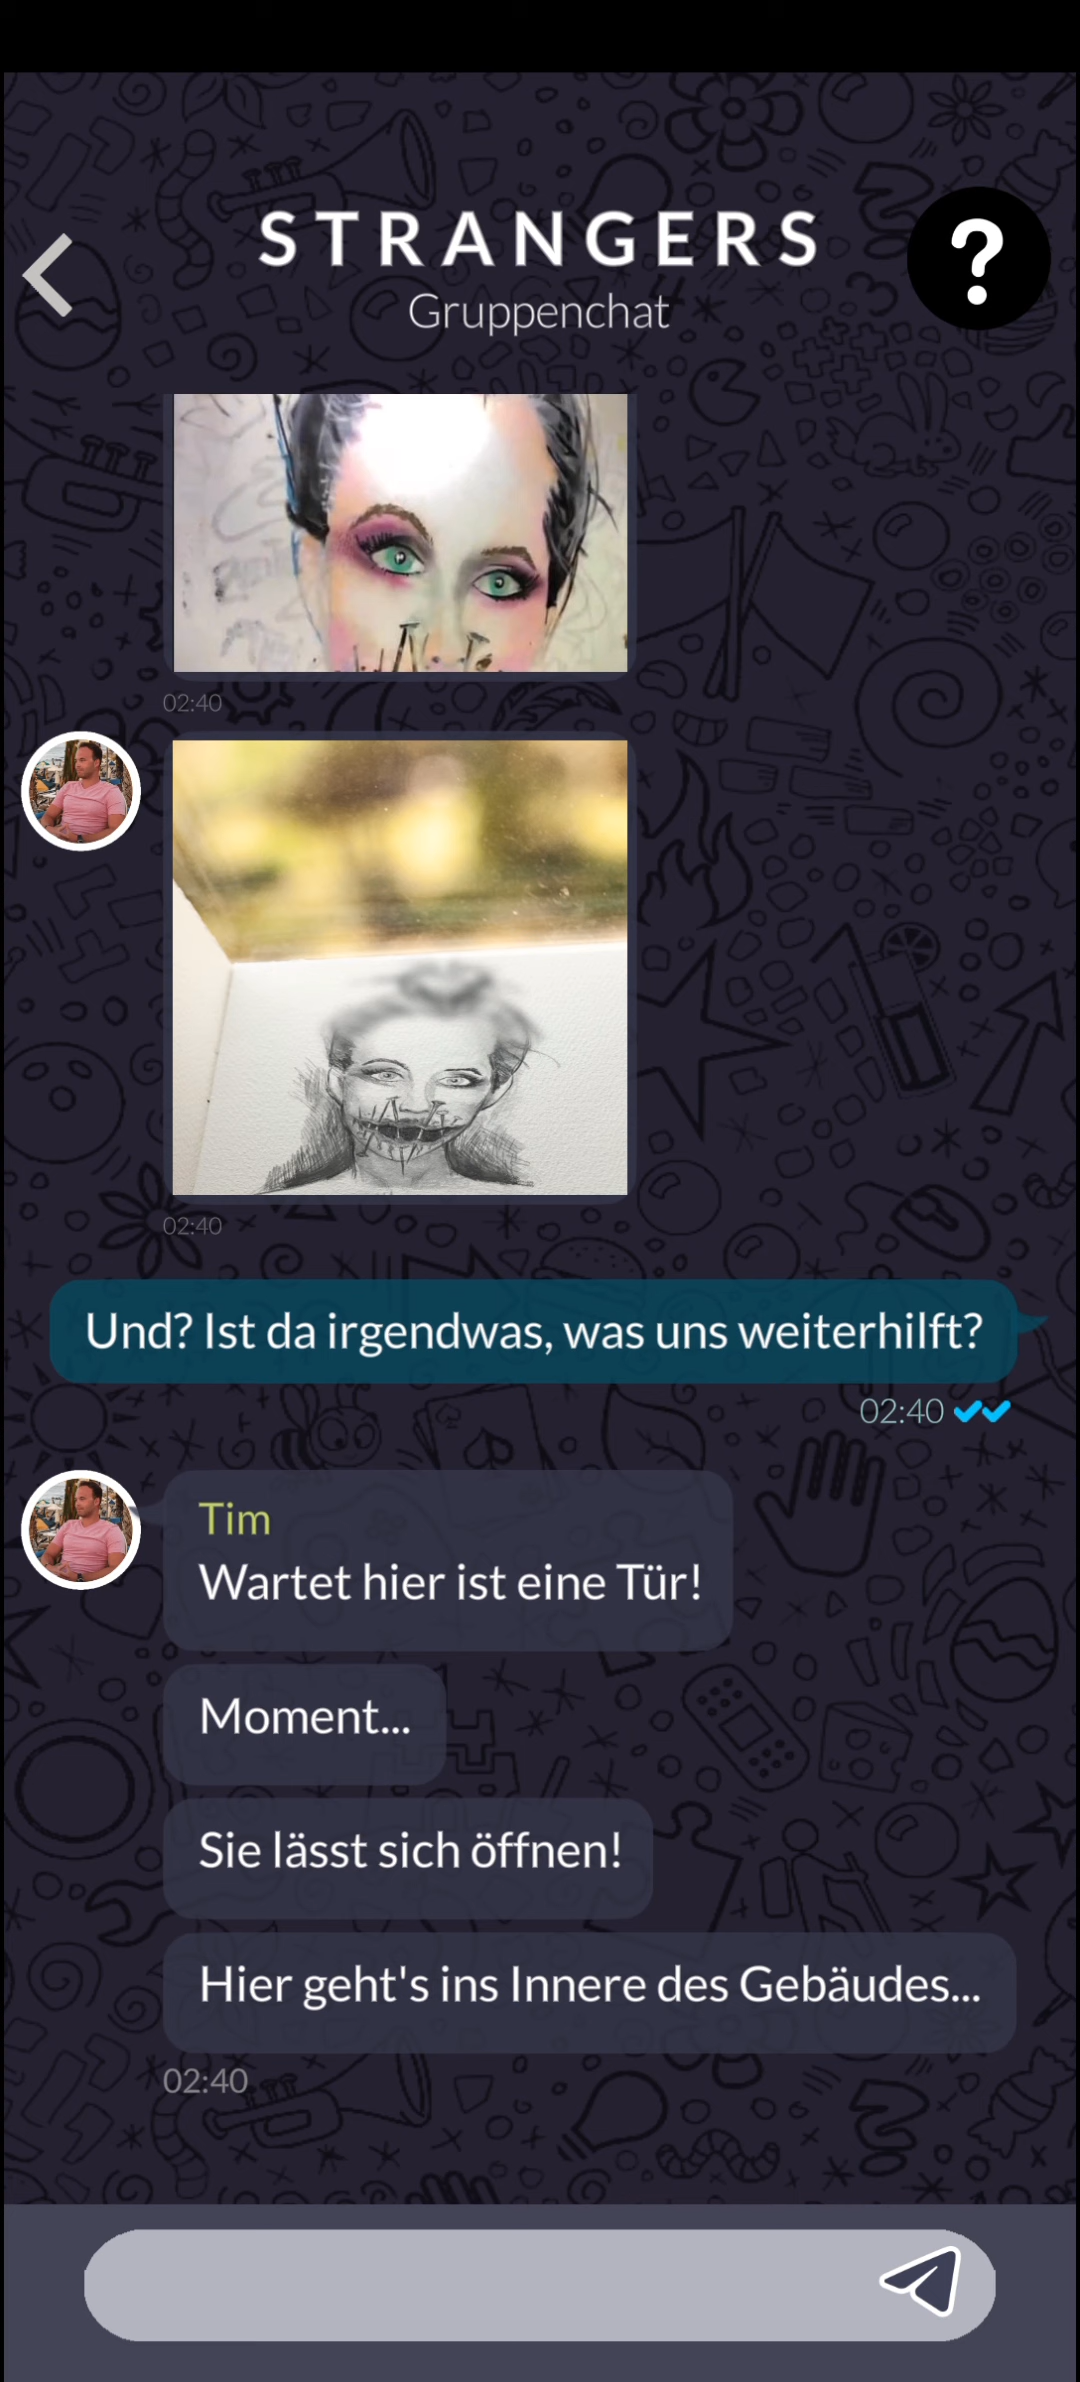 STRANGERS
Gruppenchat
?
02:40
02:40
Und? Ist da irgendwas, was uns weiterhilft?
02:40
Tim
Wartet hier ist eine Tür!
Moment...
Sie lässt sich öffnen!
Hier geht's ins Innere des Gebäudes...
02:40